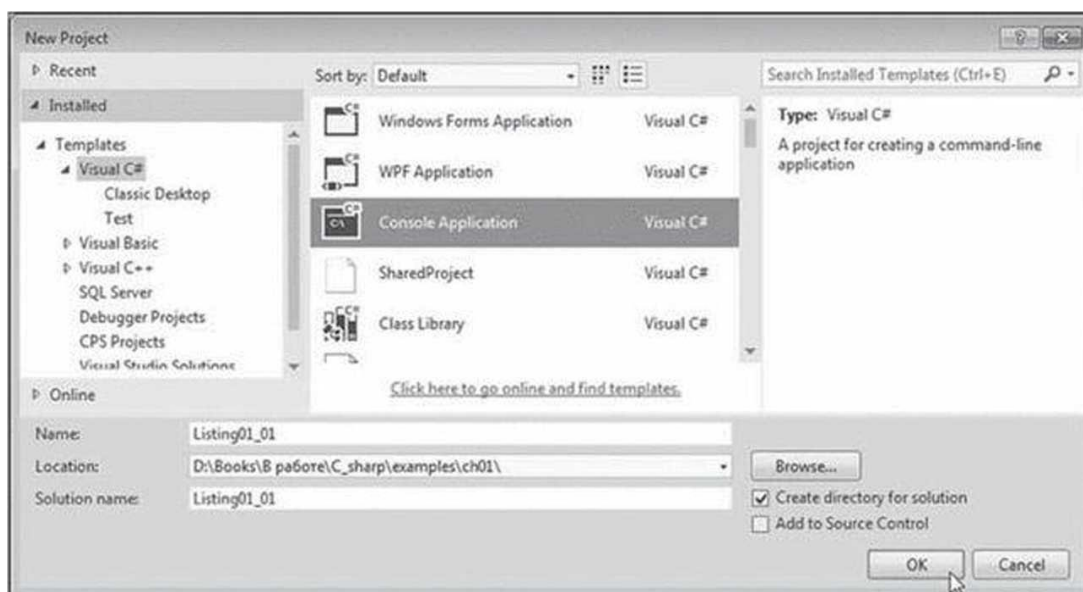 New Project
Recent
Installed
Templates
Visual C#
Classic Desktop
Test
Visual Basic
Visual C++
SQL Server
Debugger Projects
CPS Projects
Visual Studio Solutions
Online
Sort by: Default
Windows Forms Application Visual C#
WPF Application Visual C#
Console Application Visual C#
SharedProject Visual C#
Class Library Visual C#
Click here to go online and find templates.
Search Installed Templates (Ctrl+E)
Type: Visual C#
A project for creating a command-line
application
Name: Listing01_01
Location: D:\Books\В работе\C_sharp\examples\ch01\
Browse...
Solution name: Listing01_01
Create directory for solution
Add to Source Control
OK
Cancel